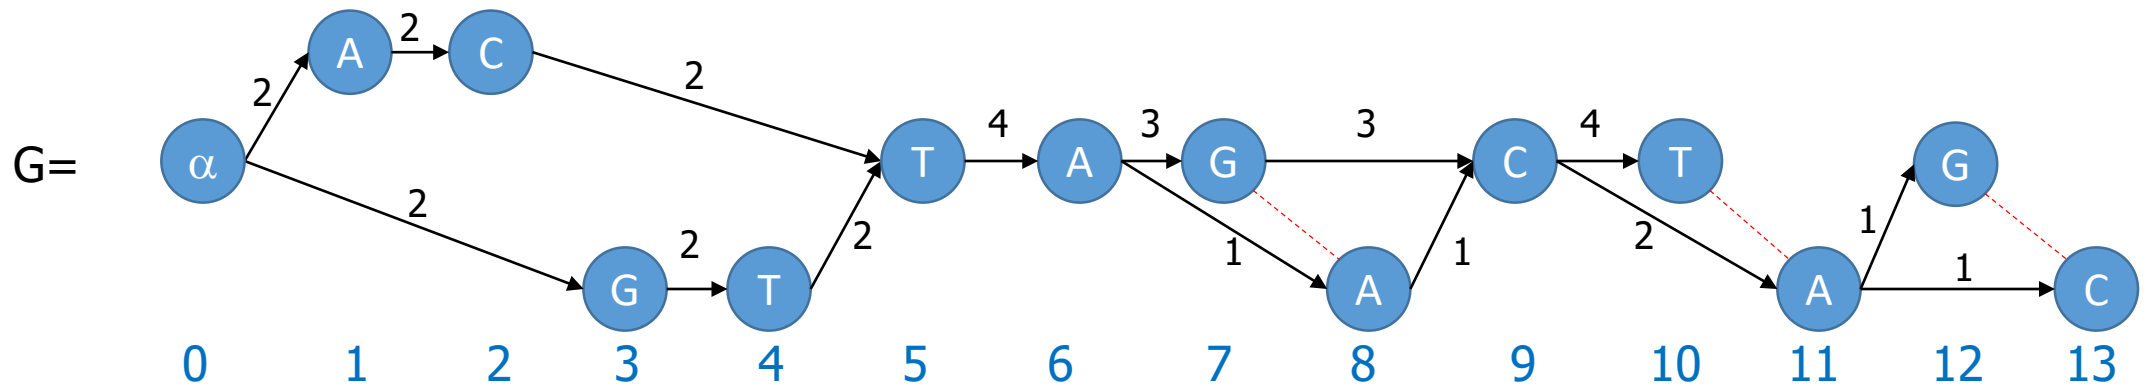 2 A 2 C 2
G= α 2 T 4 A 3 G 3 C 4 T G
2 G 2 T 2 1 A 1 2 A 1 1 C
0 1 2 3 4 5 6 7 8 9 10 11 12 13